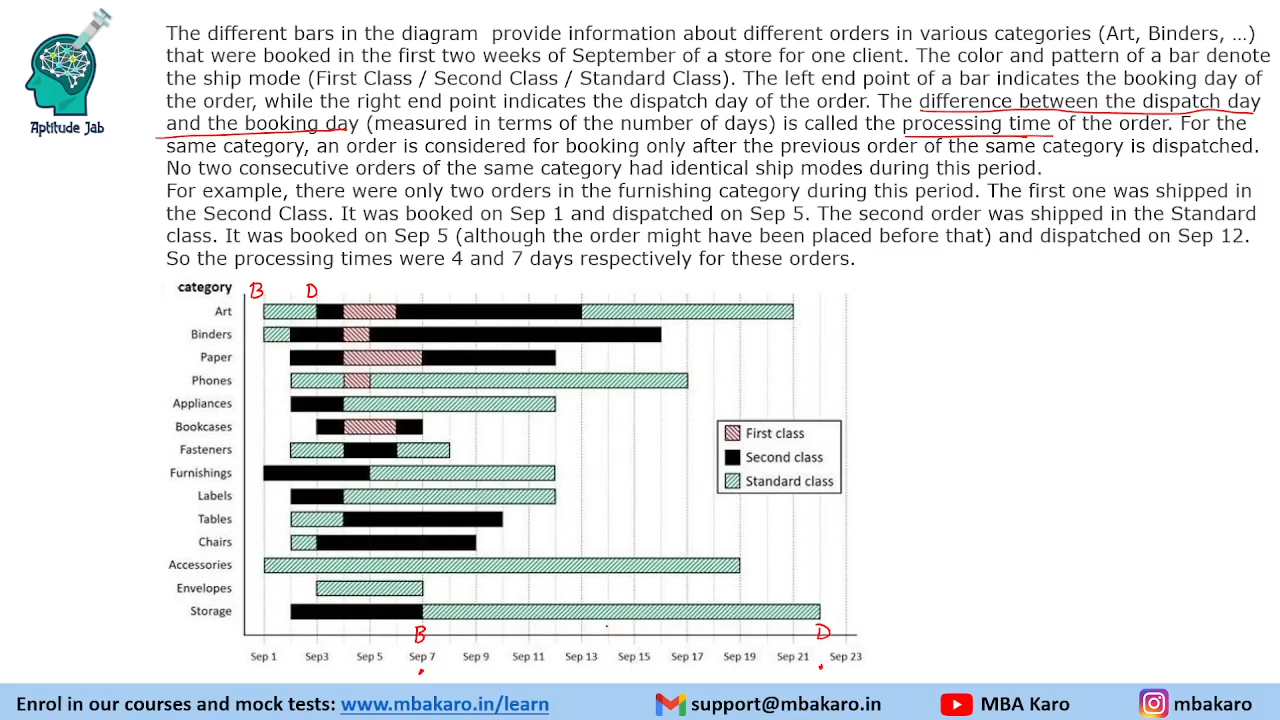 The different bars in the diagram provide information about different orders in various categories (Art, Binders, …)
that were booked in the first two weeks of September of a store or one client. The color and pattern of a bar denote
the ship mode (First Class / Second Class / Standard Class). The left end point of a bar indicates the booking day of
the order, while the right end point indicates the dispatch day of the order. The difference between the dispatch day
and the booking day (measured in terms of the number of days) is called the processing time of the order. For the
same category, an order is considered for booking only after the previous order of the same category is dispatched.
No two consecutive orders of the same category had identical ship modes during this period.
For example, there were only two orders in the furnishing category during this period. The first one was shipped in
the Second Class. It was booked on Sep 1 and dispatched on Sep 5. The second order was shipped in the Standard
class. It was booked on Sep 5 (although the order might have been placed before that) and dispatched on Sep 12.
So the processing times were 4 and 7 days respectively for these orders.
Aptitude Jab
category
B D
Art
Binders
Paper
Phones
Appliances
Bookcases
Fasteners
Furnishings
Labels
Tables
Chairs
Accessories
Envelopes
Storage
First class
Second class
Standard class
B D
Sep 1 Sep3 Sep 5 Sep 7 Sep 9 Sep 11 Sep 13 Sep 15 Sep 17 Sep 19 Sep 21 Sep 23
Enrol in our courses and mock tests: www.mbakaro.in/learn support@mbakaro.in MBA Karo mbakaro